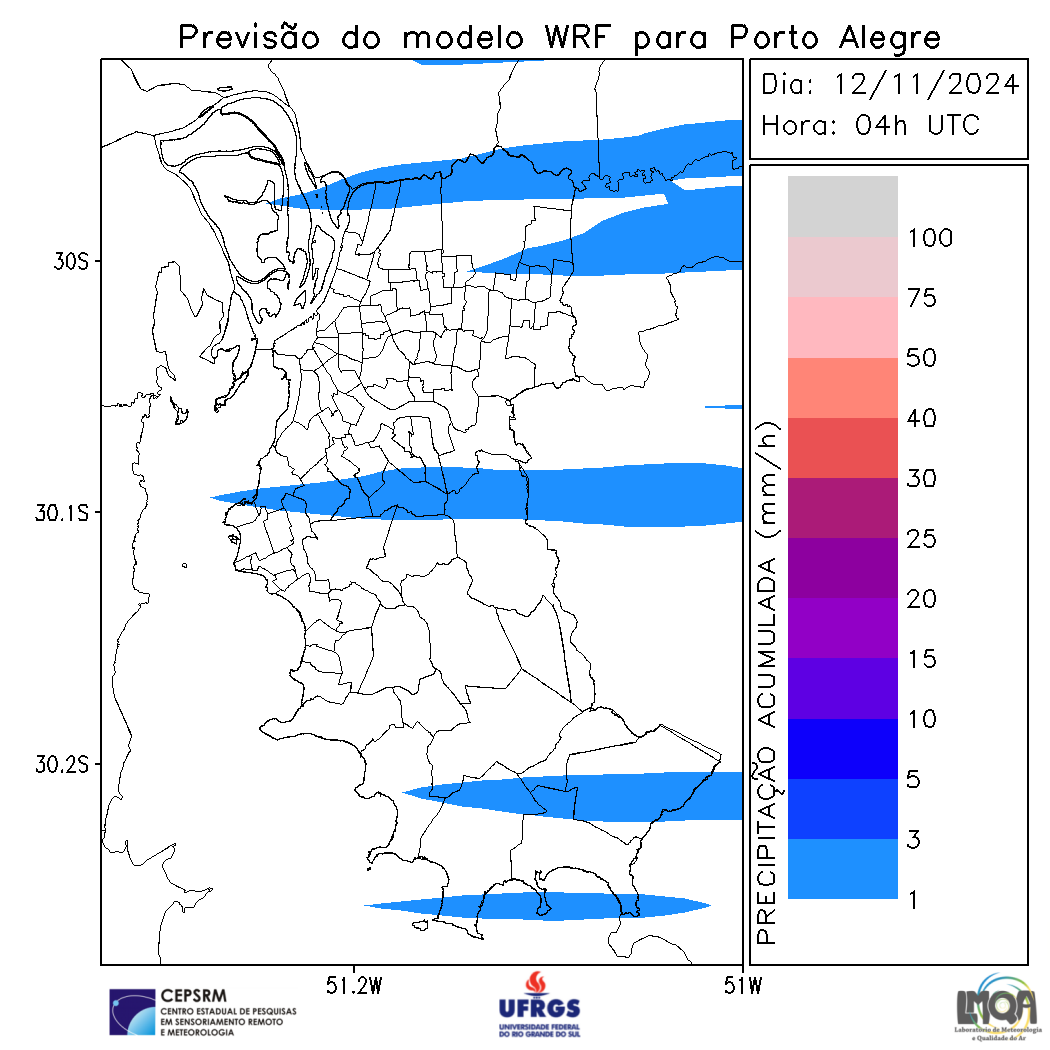 Previsão do modelo WRF para Porto Alegre
Dia: 12/11/2024
Hora: 04h UTC
30S
30.1S
30.2S
51.2W
51W
PRECIPITAÇÃO ACUMULADA (mm/h)
100
75
50
40
30
25
20
15
10
5
3
1
CEPSRM
CENTRO ESTADUAL DE PESQUISAS
EM SENSORIAMENTO REMOTO
E METEOROLOGIA
UFRGS
UNIVERSIDADE FEDERAL
DO RIO GRANDE DO SUL
LMQA
Laboratório de Meteorologia
e Qualidade do Ar